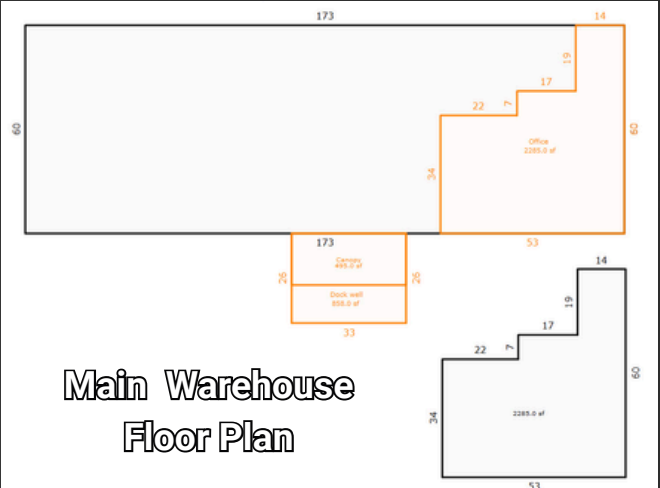 173
14
60
19
17
22
7
60
Office
2285.0 sf
34
173
53
Canopy
495.0 sf
26
26
Dock well
858.0 sf
33
14
19
17
7
22
60
34
2285.0 sf
53
Main Warehouse
Floor Plan